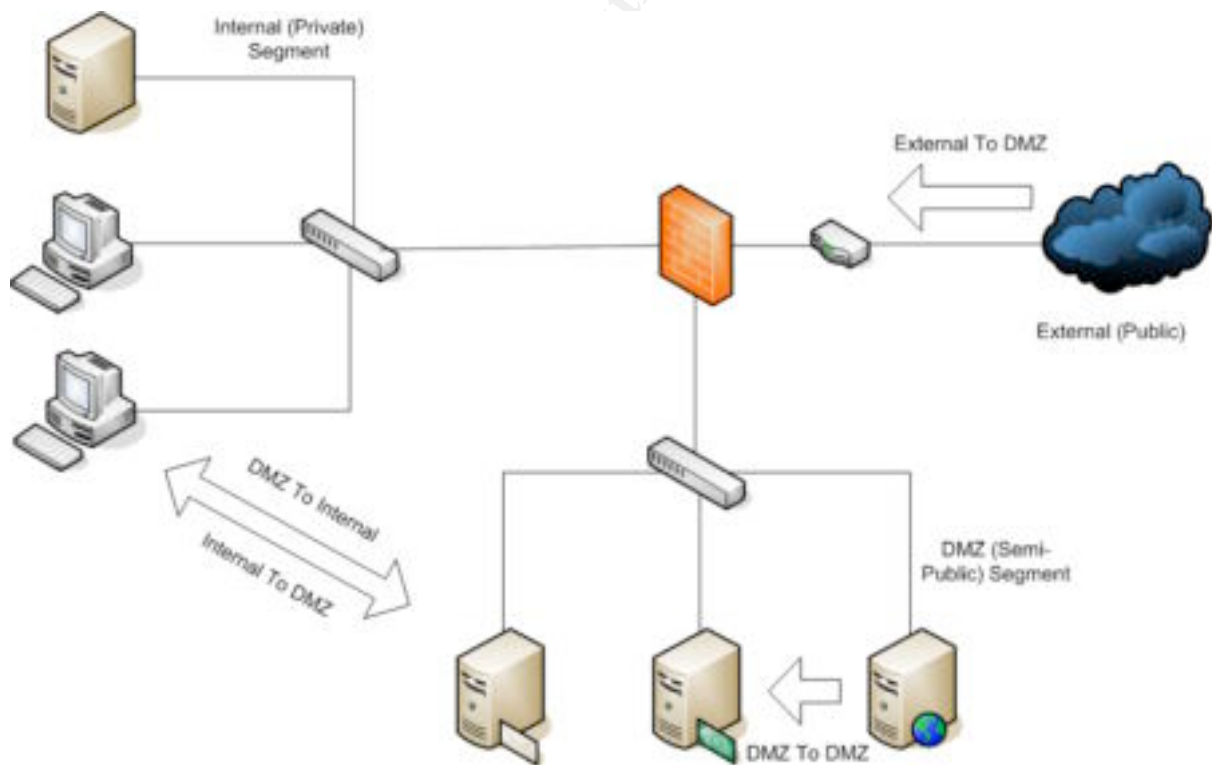 Internal (Private)
Segment
External To DMZ
External (Public)
DMZ To Internal
Internal To DMZ
DMZ (Semi-
Public) Segment
DMZ To DMZ